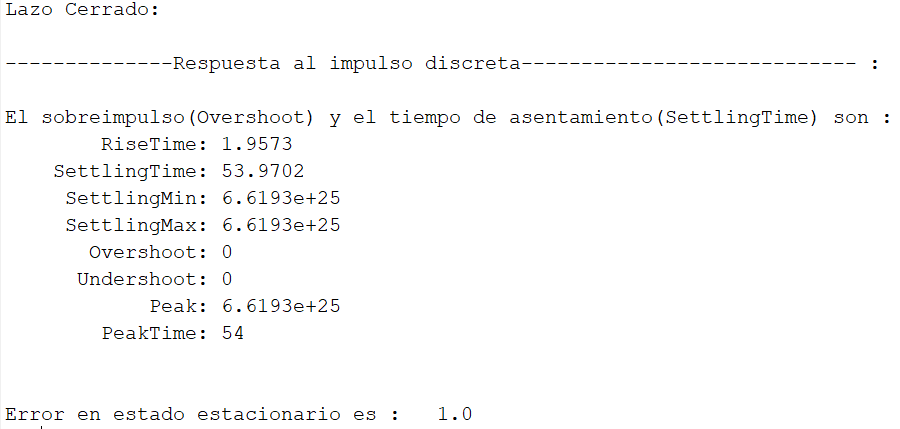 Lazo Cerrado:
--------------Respuesta al impulso discreta---------------------------- :
El sobreimpulso(Overshoot) y el tiempo de asentamiento(SettlingTime) son :
RiseTime: 1.9573
SettlingTime: 53.9702
SettlingMin: 6.6193e+25
SettlingMax: 6.6193e+25
Overshoot: 0
Undershoot: 0
Peak: 6.6193e+25
PeakTime: 54
Error en estado estacionario es :   1.0